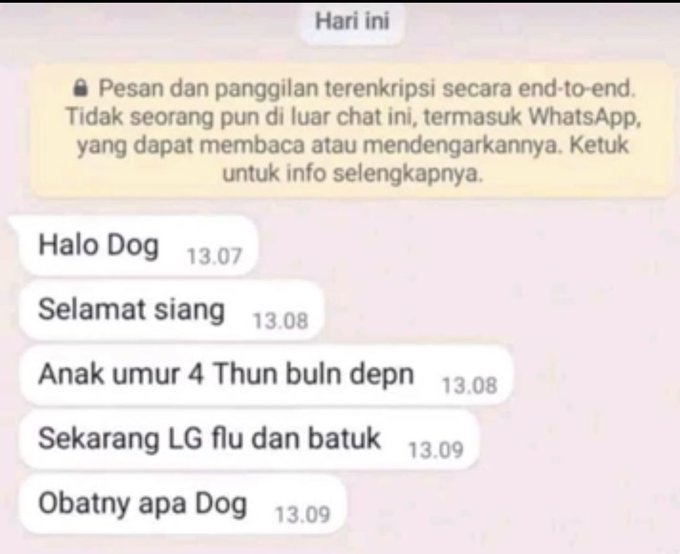 Hari ini
Pesan dan panggilan terenkripsi secara end-to-end.
Tidak seorang pun di luar chat ini, termasuk WhatsApp,
yang dapat membaca atau mendengarkannya. Ketuk
untuk info selengkapnya.
Halo Dog 13.07
Selamat siang 13.08
Anak umur 4 Thun buln depn 13.08
Sekarang LG flu dan batuk 13.09
Obatny apa Dog 13.09